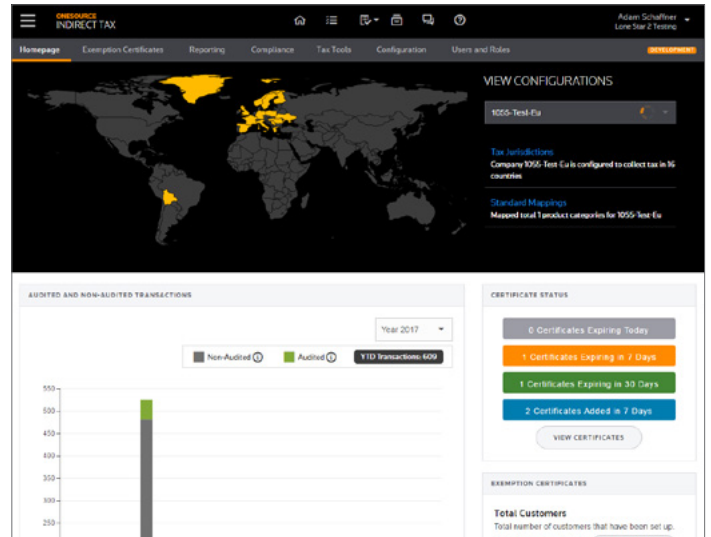 ONESOURCE
INDIRECT TAX
Adam Schaffner
Lone Star 2 Testing
Homepage Exemption Certificates Reporting Compliance Tax Tools Configuration Users and Roles DEVELOPMENT
VIEW CONFIGURATIONS
1055-Test-Eu
Tax Jurisdictions
Company 1055-Test-Eu is configured to collect tax in 16
countries
Standard Mappings
Mapped total 1 product categories for 1055-Test-Eu
AUDITED AND NON-AUDITED TRANSACTIONS
Year 2017
Non-Audited Audited YTD Transactions: 609
550
500
450
400
350
300
250
CERTIFICATE STATUS
0 Certificates Expiring Today
1 Certificates Expiring in 7 Days
1 Certificates Expiring in 30 Days
2 Certificates Added in 7 Days
VIEW CERTIFICATES
EXEMPTION CERTIFICATES
Total Customers
Total number of customers that have been set up.